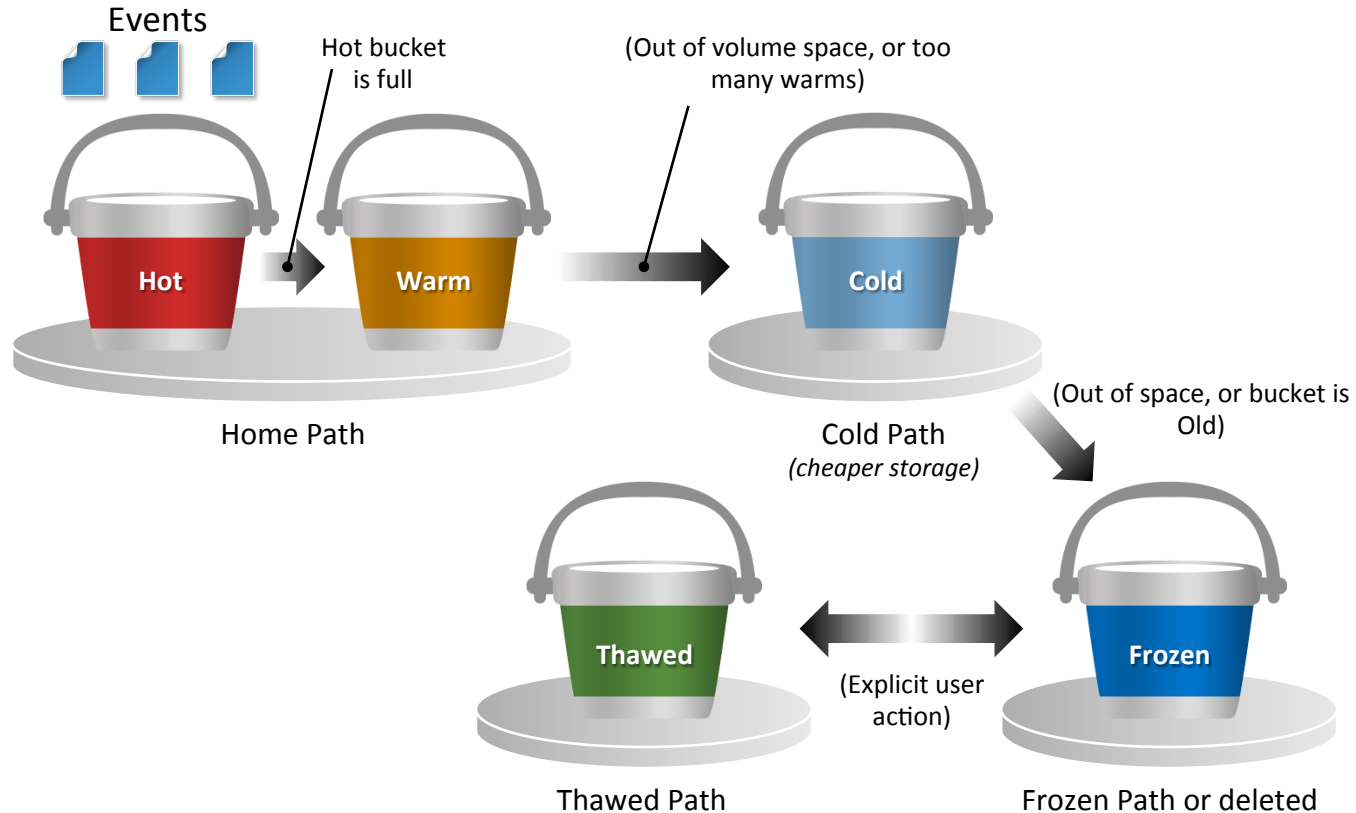 Events
Hot bucket
is full
(Out of volume space, or too
many warms)
Hot
Warm
Cold
Home Path
Cold Path
(cheaper storage)
(Out of space, or bucket is
Old)
Thawed
Frozen
(Explicit user
action)
Thawed Path
Frozen Path or deleted